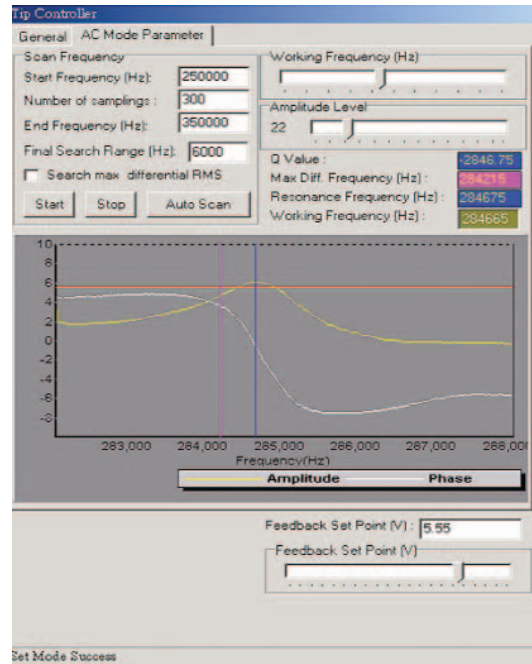 Tip Controller
General AC Mode Parameter
Scan Frequency
Start Frequency (Hz): 250000
Number of samplings : 300
End Frequency (Hz): 350000
Final Search Range (Hz): 6000
Search max differential RMS
Start Stop Auto Scan
Working Frequency (Hz)
Amplitude Level
22
Q Value : -2846.75
Max Diff. Frequency (Hz) : 284215
Resonance Frequency (Hz) : 284675
Working Frequency (Hz) : 284665
10
8
6
4
2
0
-2
-4
-6
-8
283,000 284,000 285,000 286,000 287,000 288,00
Frequency(Hz)
Amplitude Phase
Feedback Set Point (V) : 5.55
Feedback Set Point (V)
Set Mode Success